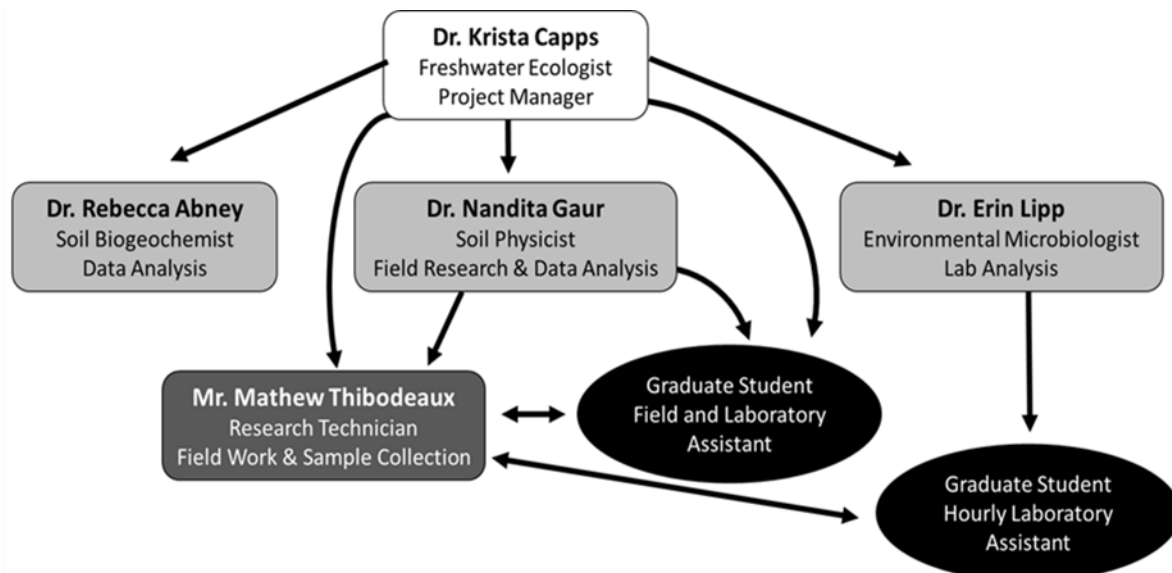 Dr. Krista Capps
Freshwater Ecologist
Project Manager
Dr. Rebecca Abney
Soil Biogeochemist
Data Analysis
Dr. Nandita Gaur
Soil Physicist
Field Research & Data Analysis
Dr. Erin Lipp
Environmental Microbiologist
Lab Analysis
Mr. Mathew Thibodeaux
Research Technician
Field Work & Sample Collection
Graduate Student
Field and Laboratory
Assistant
Graduate Student
Hourly Laboratory
Assistant